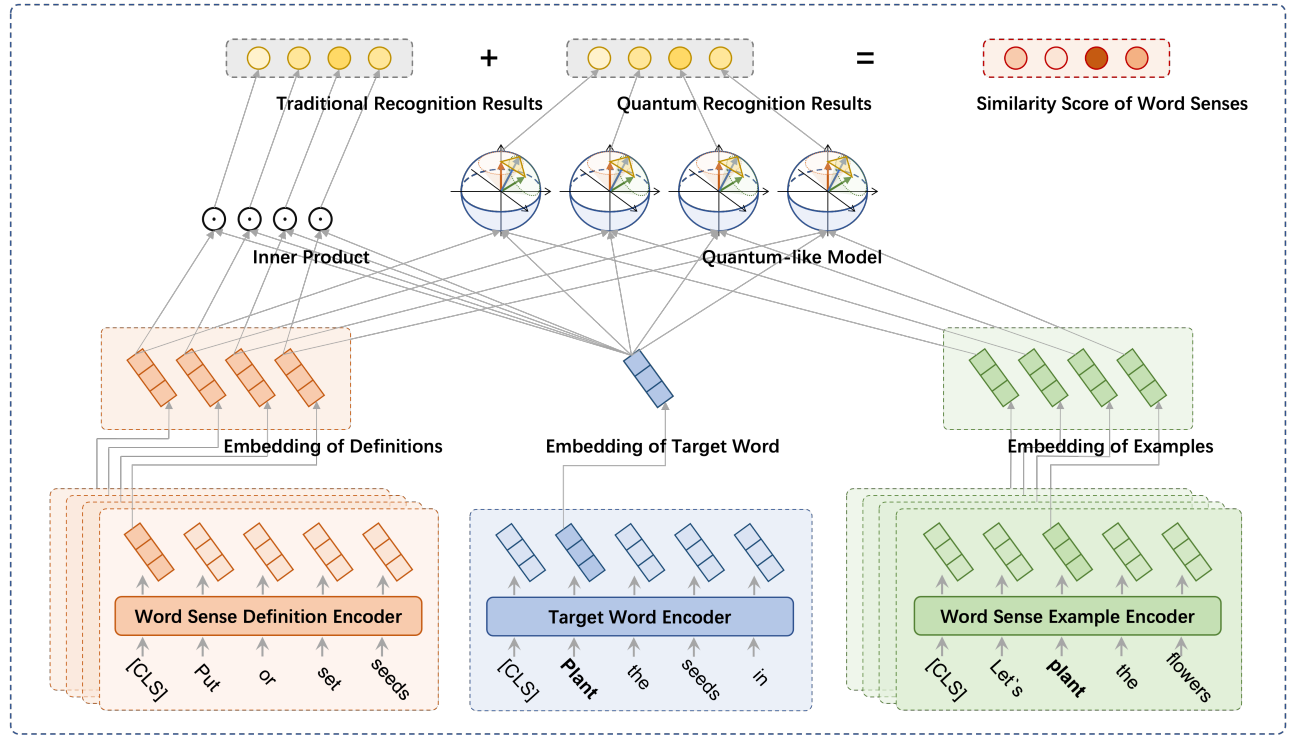 +
=
Traditional Recognition Results
Quantum Recognition Results
Similarity Score of Word Senses
Inner Product
Quantum-like Model
Embedding of Definitions
Embedding of Target Word
Embedding of Examples
Word Sense Definition Encoder
Target Word Encoder
Word Sense Example Encoder
[CLS] Put or set seeds
[CLS] Plant the seeds in
[CLS] Let`s plant the flowers